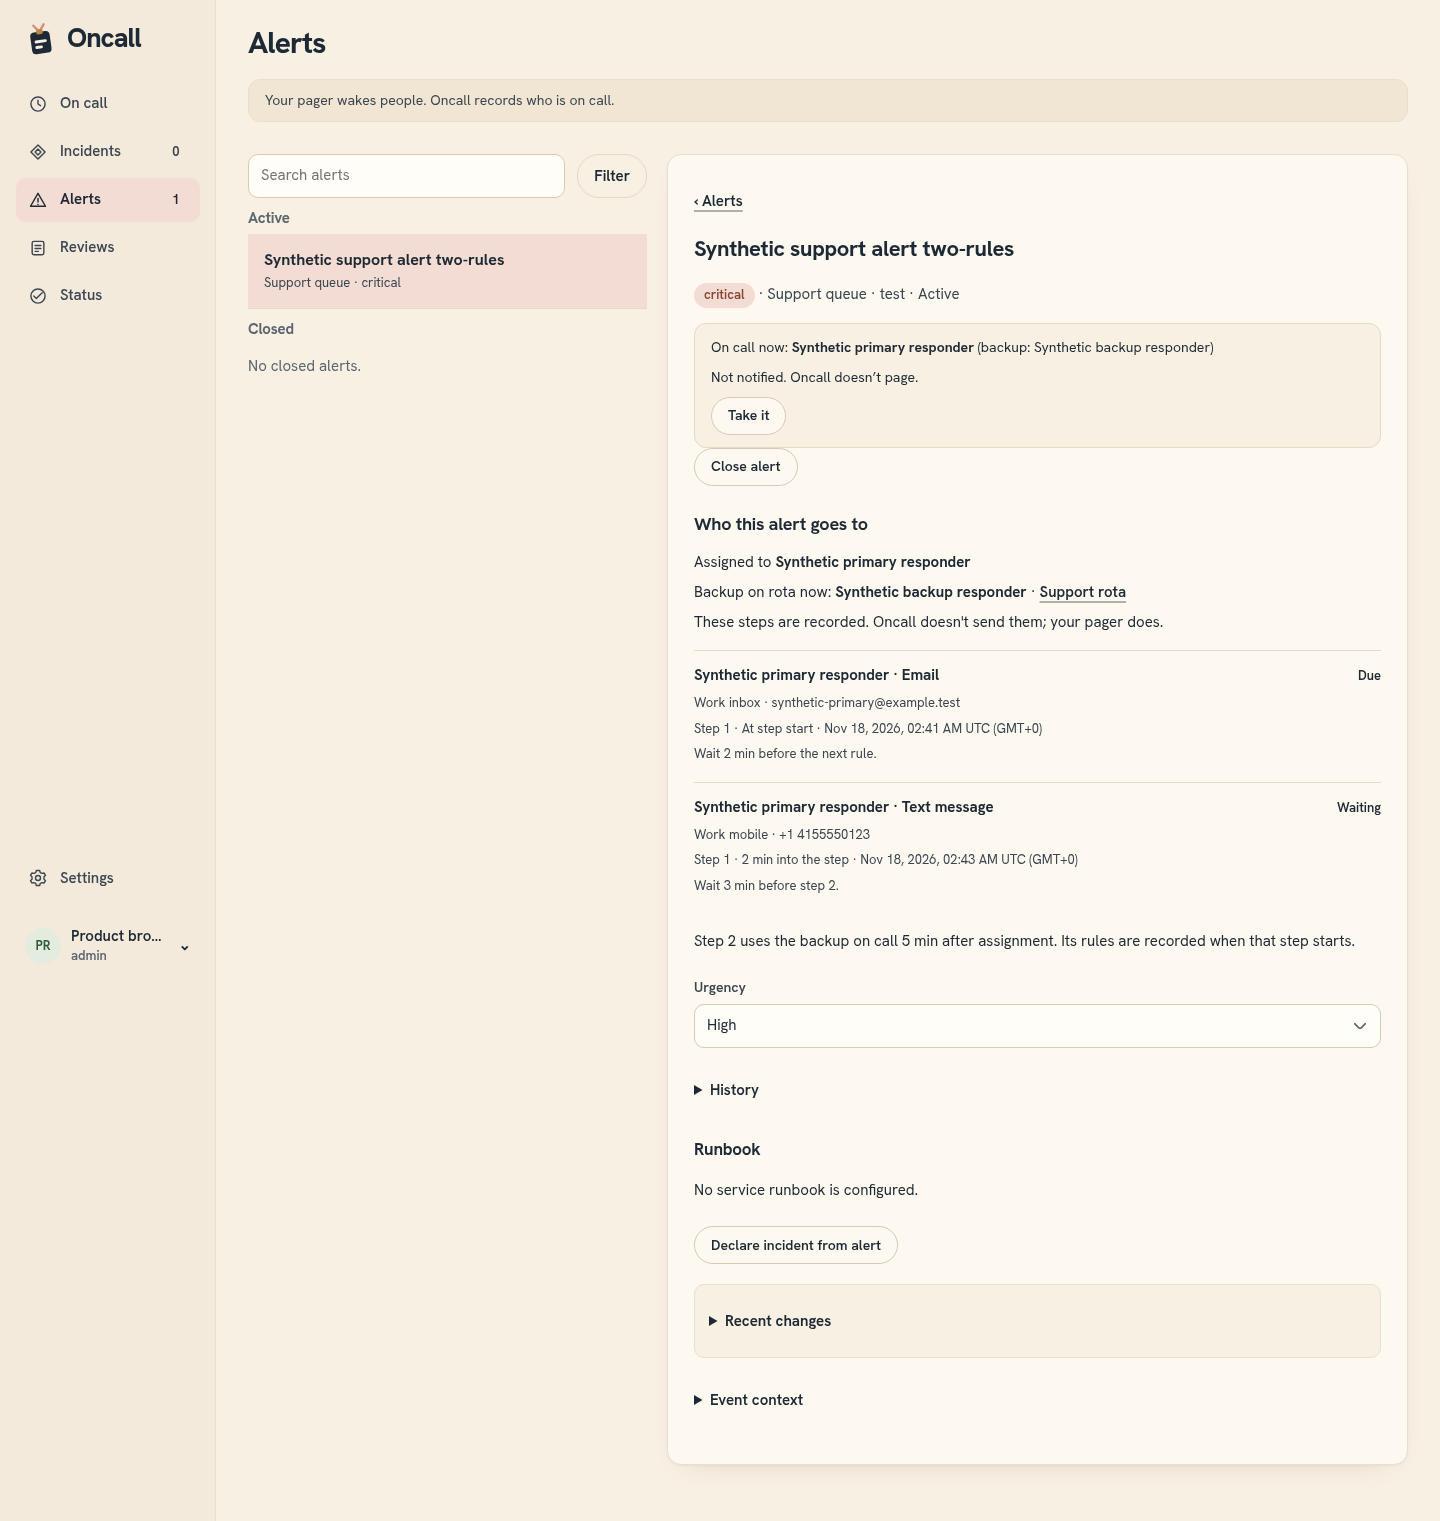 Oncall
On call
Incidents 0
Alerts 1
Reviews
Status
Settings
PR
Product bro...
admin
Alerts
Your pager wakes people. Oncall records who is on call.
Search alerts
Filter
Active
Synthetic support alert two-rules
Support queue · critical
Closed
No closed alerts.
‹ Alerts
Synthetic support alert two-rules
critical · Support queue · test · Active
On call now: Synthetic primary responder (backup: Synthetic backup responder)
Not notified. Oncall doesn’t page.
Take it
Close alert
Who this alert goes to
Assigned to Synthetic primary responder
Backup on rota now: Synthetic backup responder · Support rota
These steps are recorded. Oncall doesn't send them; your pager does.
Synthetic primary responder · Email Due
Work inbox · synthetic-primary@example.test
Step 1 · At step start · Nov 18, 2026, 02:41 AM UTC (GMT+0)
Wait 2 min before the next rule.
Synthetic primary responder · Text message Waiting
Work mobile · +1 4155550123
Step 1 · 2 min into the step · Nov 18, 2026, 02:43 AM UTC (GMT+0)
Wait 3 min before step 2.
Step 2 uses the backup on call 5 min after assignment. Its rules are recorded when that step starts.
Urgency
High
History
Runbook
No service runbook is configured.
Declare incident from alert
Recent changes
Event context